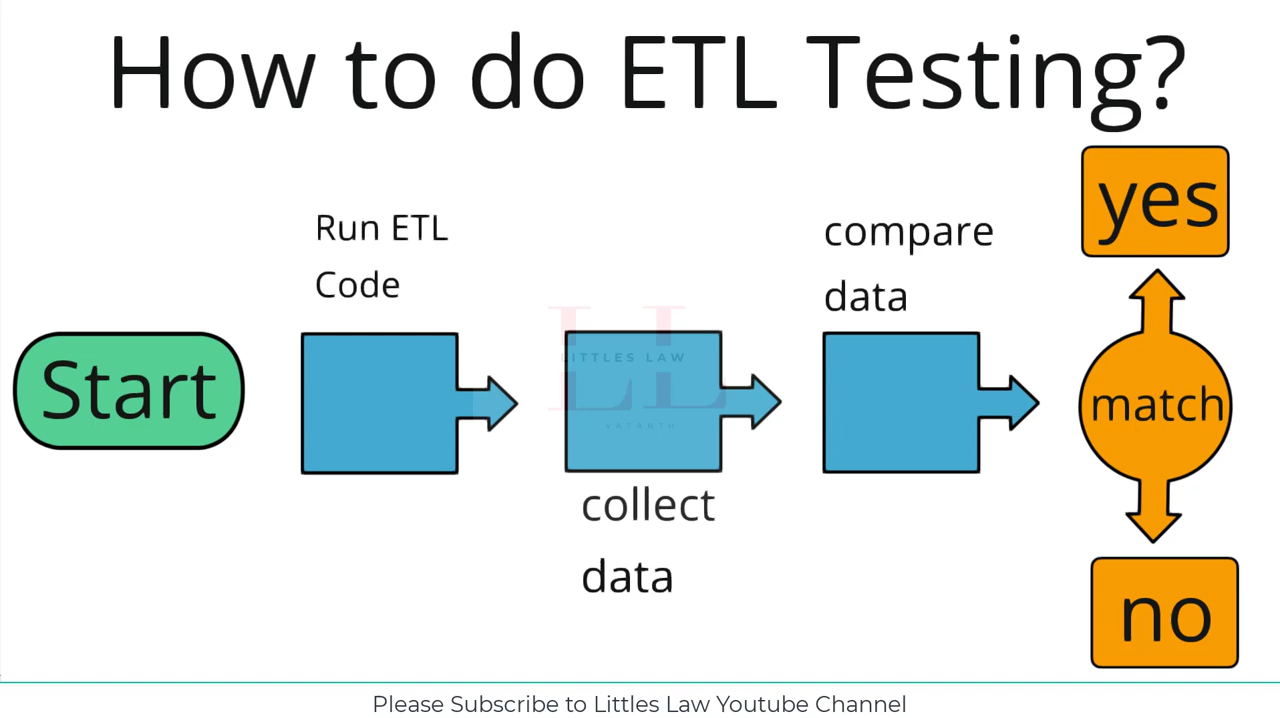 How to do ETL Testing?
Start
Run ETL
Code
LITTLES LAW
collect
data
compare
data
yes
match
no
Please Subscribe to Littles Law Youtube Channel